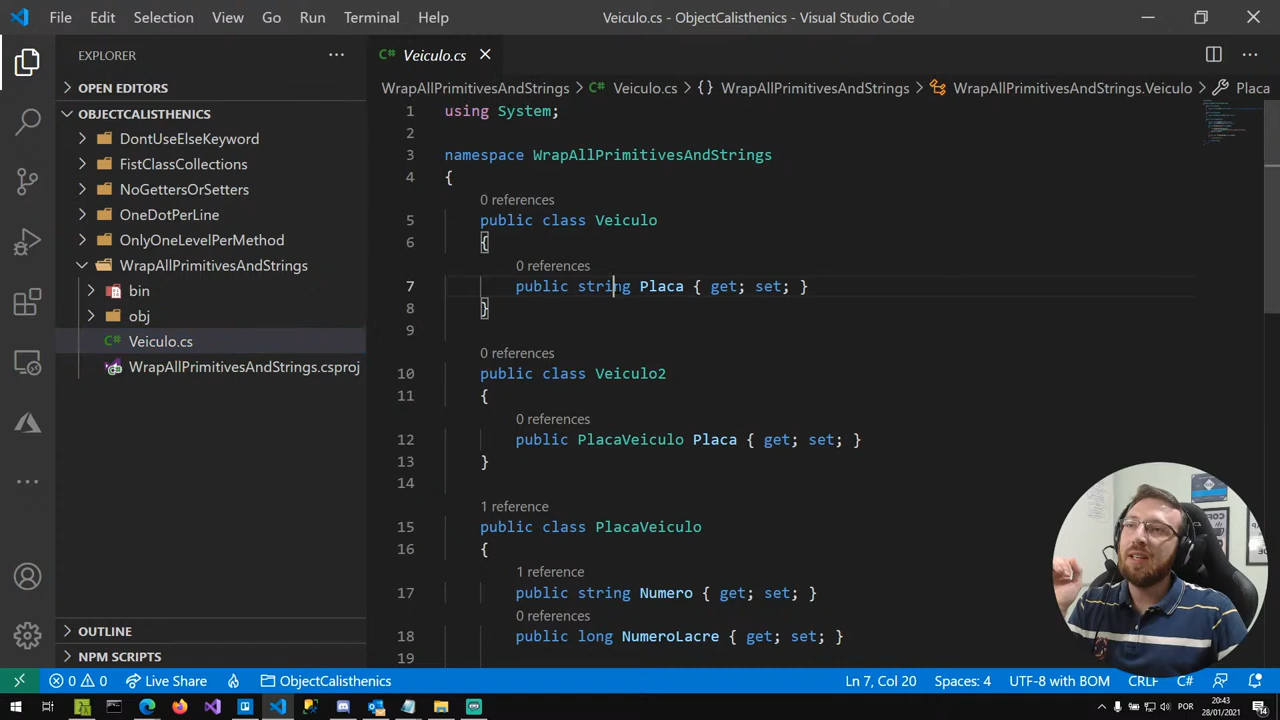 File Edit Selection View Go Run Terminal Help Veiculo.cs - ObjectCalisthenics - Visual Studio Code
EXPLORER
OPEN EDITORS
OBJECTCALISTHENICS
DontUseElseKeyword
FistClassCollections
NoGettersOrSetters
OneDotPerLine
OnlyOneLevelPerMethod
WrapAllPrimitivesAndStrings
bin
obj
Veiculo.cs
WrapAllPrimitivesAndStrings.csproj
OUTLINE
NPM SCRIPTS
C# Veiculo.cs
WrapAllPrimitivesAndStrings C# Veiculo.cs {} WrapAllPrimitivesAndStrings WrapAllPrimitivesAndStrings.Veiculo Placa
1 using System;
2
3 namespace WrapAllPrimitivesAndStrings
4 {
0 references
5 public class Veiculo
6 {
0 references
7 public string Placa { get; set; }
8 }
9
0 references
10 public class Veiculo2
11 {
0 references
12 public PlacaVeiculo Placa { get; set; }
13 }
14
1 reference
15 public class PlacaVeiculo
16 {
1 reference
17 public string Numero { get; set; }
0 references
18 public long NumeroLacre { get; set; }
19
0 0 Live Share ObjectCalisthenics Ln 7, Col 20 Spaces: 4 UTF-8 with BOM CRLF C#
POR 20:43
28/01/2021 14